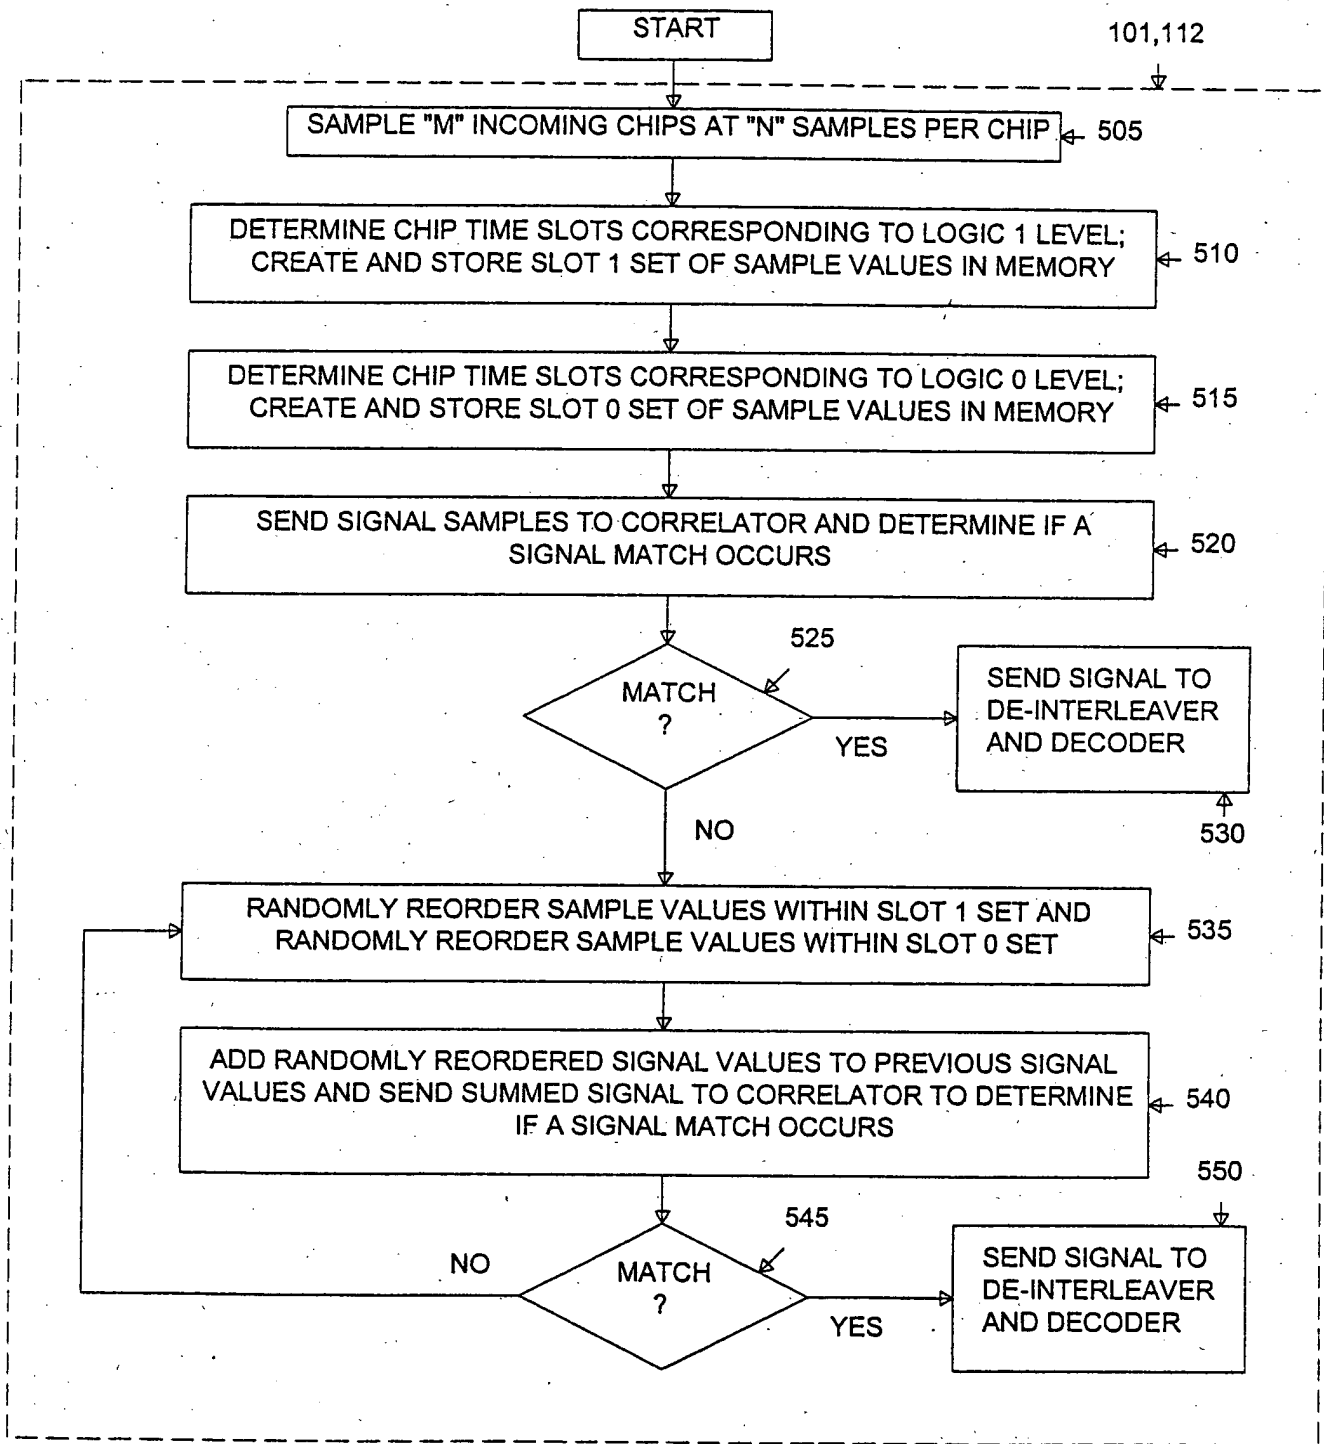 START
101,112
SAMPLE "M" INCOMING CHIPS AT "N" SAMPLES PER CHIP
505
DETERMINE CHIP TIME SLOTS CORRESPONDING TO LOGIC 1 LEVEL;
CREATE AND STORE SLOT 1 SET OF SAMPLE VALUES IN MEMORY
510
DETERMINE CHIP TIME SLOTS CORRESPONDING TO LOGIC 0 LEVEL;
CREATE AND STORE SLOT 0 SET OF SAMPLE VALUES IN MEMORY
515
SEND SIGNAL SAMPLES TO CORRELATOR AND DETERMINE IF A
SIGNAL MATCH OCCURS
520
525
MATCH
?
YES
SEND SIGNAL TO
DE-INTERLEAVER
AND DECODER
530
NO
RANDOMLY REORDER SAMPLE VALUES WITHIN SLOT 1 SET AND
RANDOMLY REORDER SAMPLE VALUES WITHIN SLOT 0 SET
535
ADD RANDOMLY REORDERED SIGNAL VALUES TO PREVIOUS SIGNAL
VALUES AND SEND SUMMED SIGNAL TO CORRELATOR TO DETERMINE
IF A SIGNAL MATCH OCCURS
540
550
545
NO
MATCH
?
YES
SEND SIGNAL TO
DE-INTERLEAVER
AND DECODER